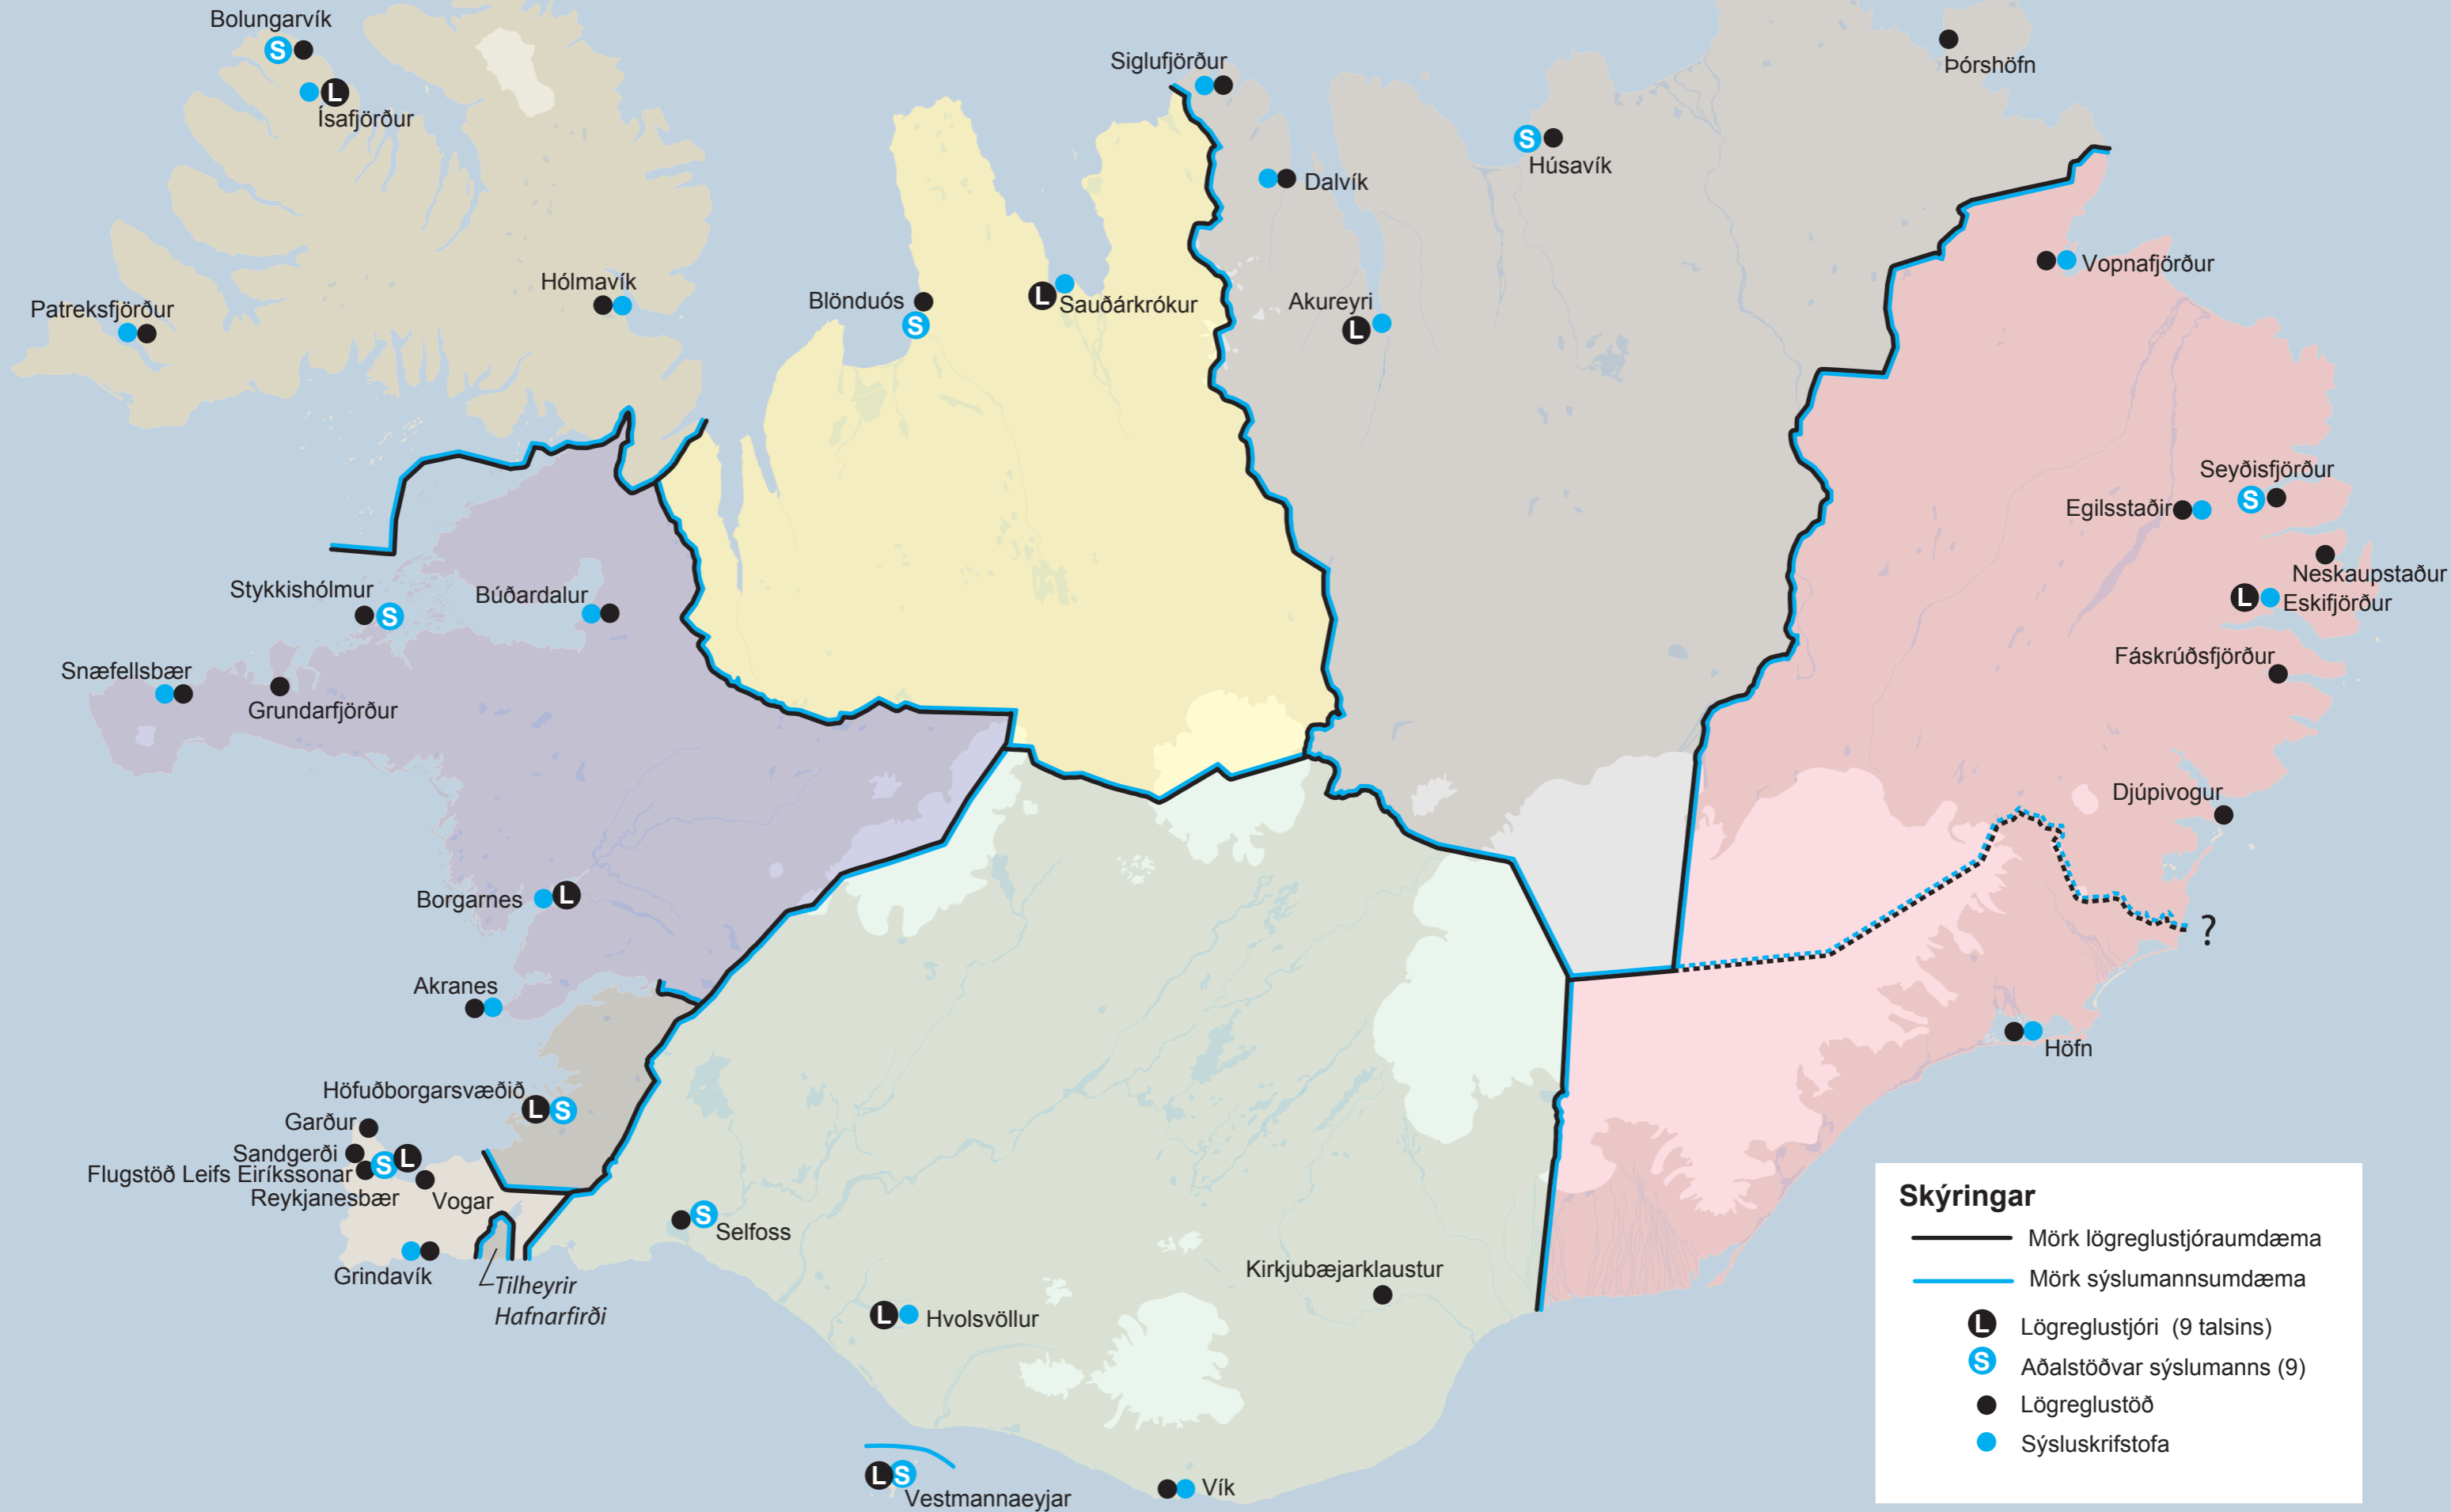 Bolungarvík
S
L
Ísafjörður
Siglufjörður
Þórshöfn
S
Húsavík
Dalvík
Patreksfjörður
Hólmavík
Blönduós
S
L
Sauðárkrókur
Akureyri
L
Vopnafjörður
Seyðisfjörður
S
Egilsstaðir
Neskaupstaður
L
Eskifjörður
Fáskrúðsfjörður
Djúpivogur
?
Höfn
Stykkishólmur
S
Búðardalur
Snæfellsbær
Grundarfjörður
Borgarnes
L
Akranes
Höfuðborgarsvæðið
L
S
Garður
Sandgerði
Flugstöð Leifs Eiríkssonar
S
L
Reykjanesbær
Vogar
Grindavík
Tilheyrir
Hafnarfirði
S
Selfoss
L
Hvolsvöllur
Kirkjubæjarklaustur
L
S
Vestmannaeyjar
Vík
Skýringar
Mörk lögreglustjóraumdæma
Mörk sýslumannsumdæma
L
Lögreglustjóri (9 talsins)
S
Aðalstöðvar sýslumanns (9)
Lögreglustöð
Sýsluskrifstofa